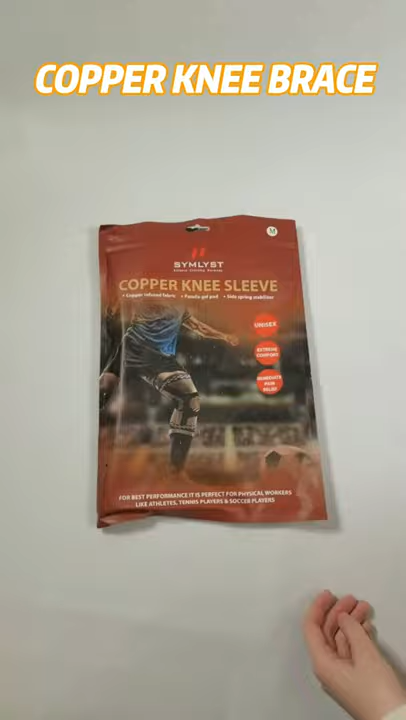 COPPER KNEE BRACE
M
SYMLYST
COPPER KNEE SLEEVE
• Copper infused fabric • Patella gel pad • Side spring stabilizer
UNISEX
EXTREME
COMFORT
IMMEDIATE
PAIN
RELIEF
FOR BEST PERFORMANCE IT IS PERFECT FOR PHYSICAL WORKERS
LIKE ATHLETES, TENNIS PLAYERS & SOCCER PLAYERS